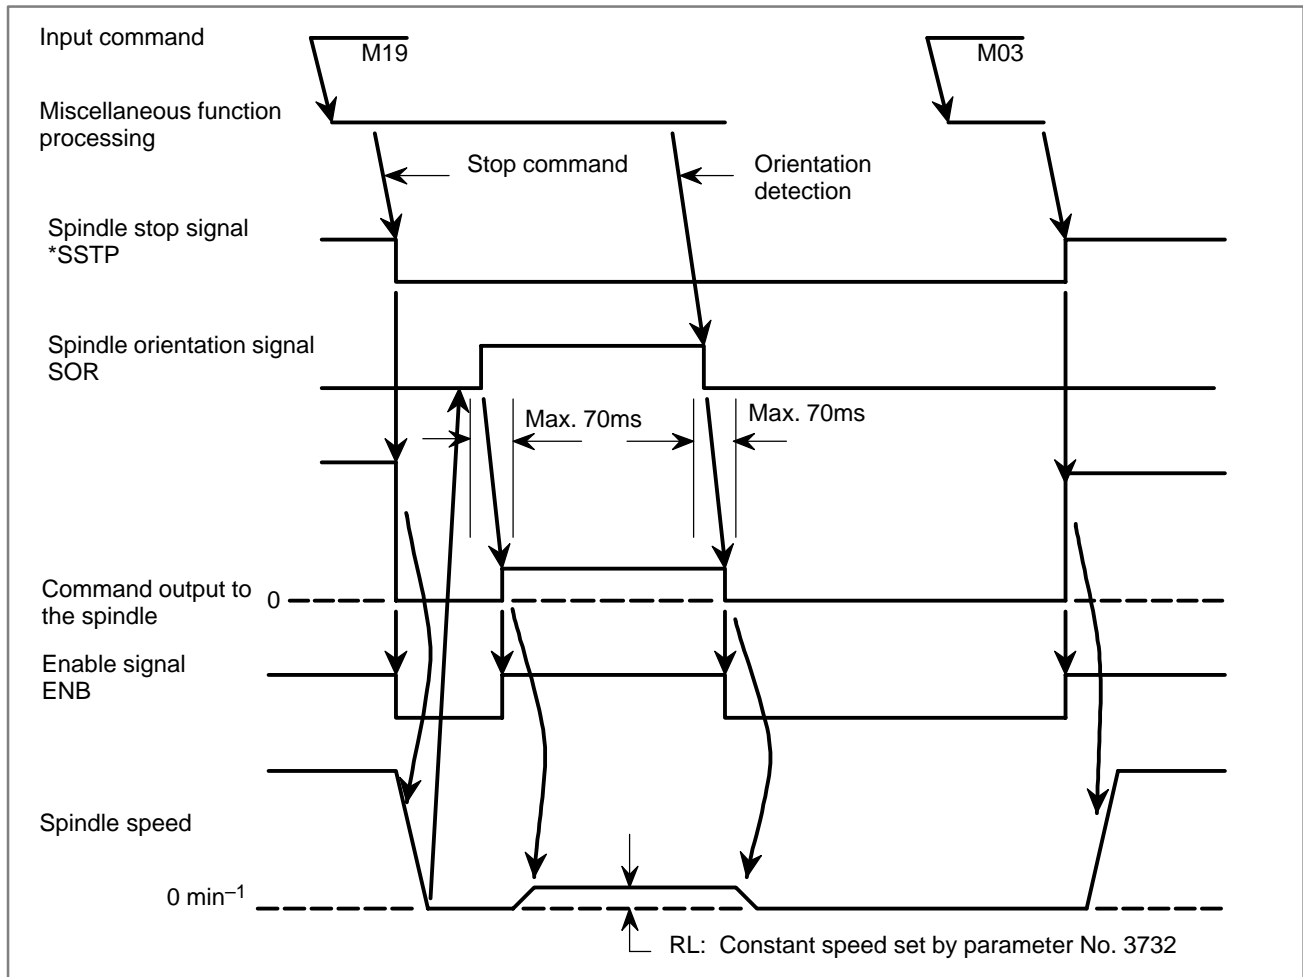 Input command
M19
M03
Miscellaneous function
processing
Stop command
Orientation
detection
Spindle stop signal
*SSTP
Spindle orientation signal
SOR
Max. 70ms
Max. 70ms
Command output to
the spindle
0
Enable signal
ENB
Spindle speed
0 min–1
RL: Constant speed set by parameter No. 3732